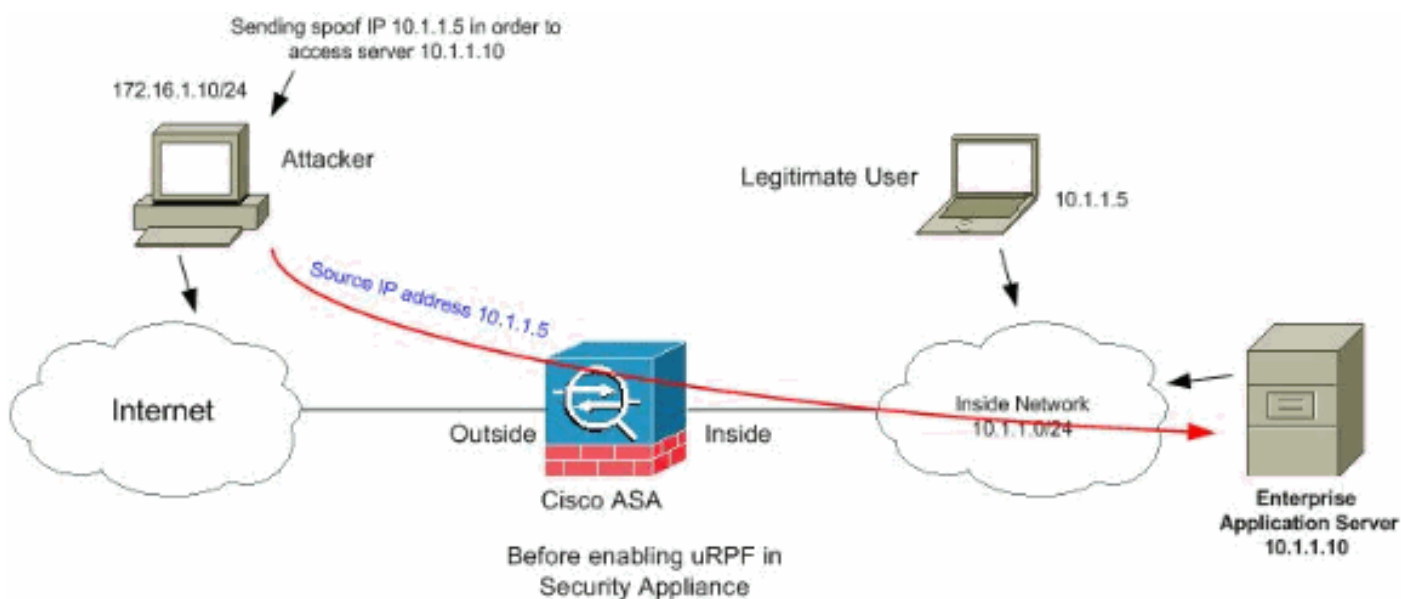 Sending spoof IP 10.1.1.5 in order to
access server 10.1.1.10
172.16.1.10/24
Attacker
Legitimate User
10.1.1.5
Source IP address 10.1.1.5
Internet
Outside
Inside
Inside Network
10.1.1.0/24
Cisco ASA
Enterprise
Application Server
10.1.1.10
Before enabling uRPF in
Security Appliance